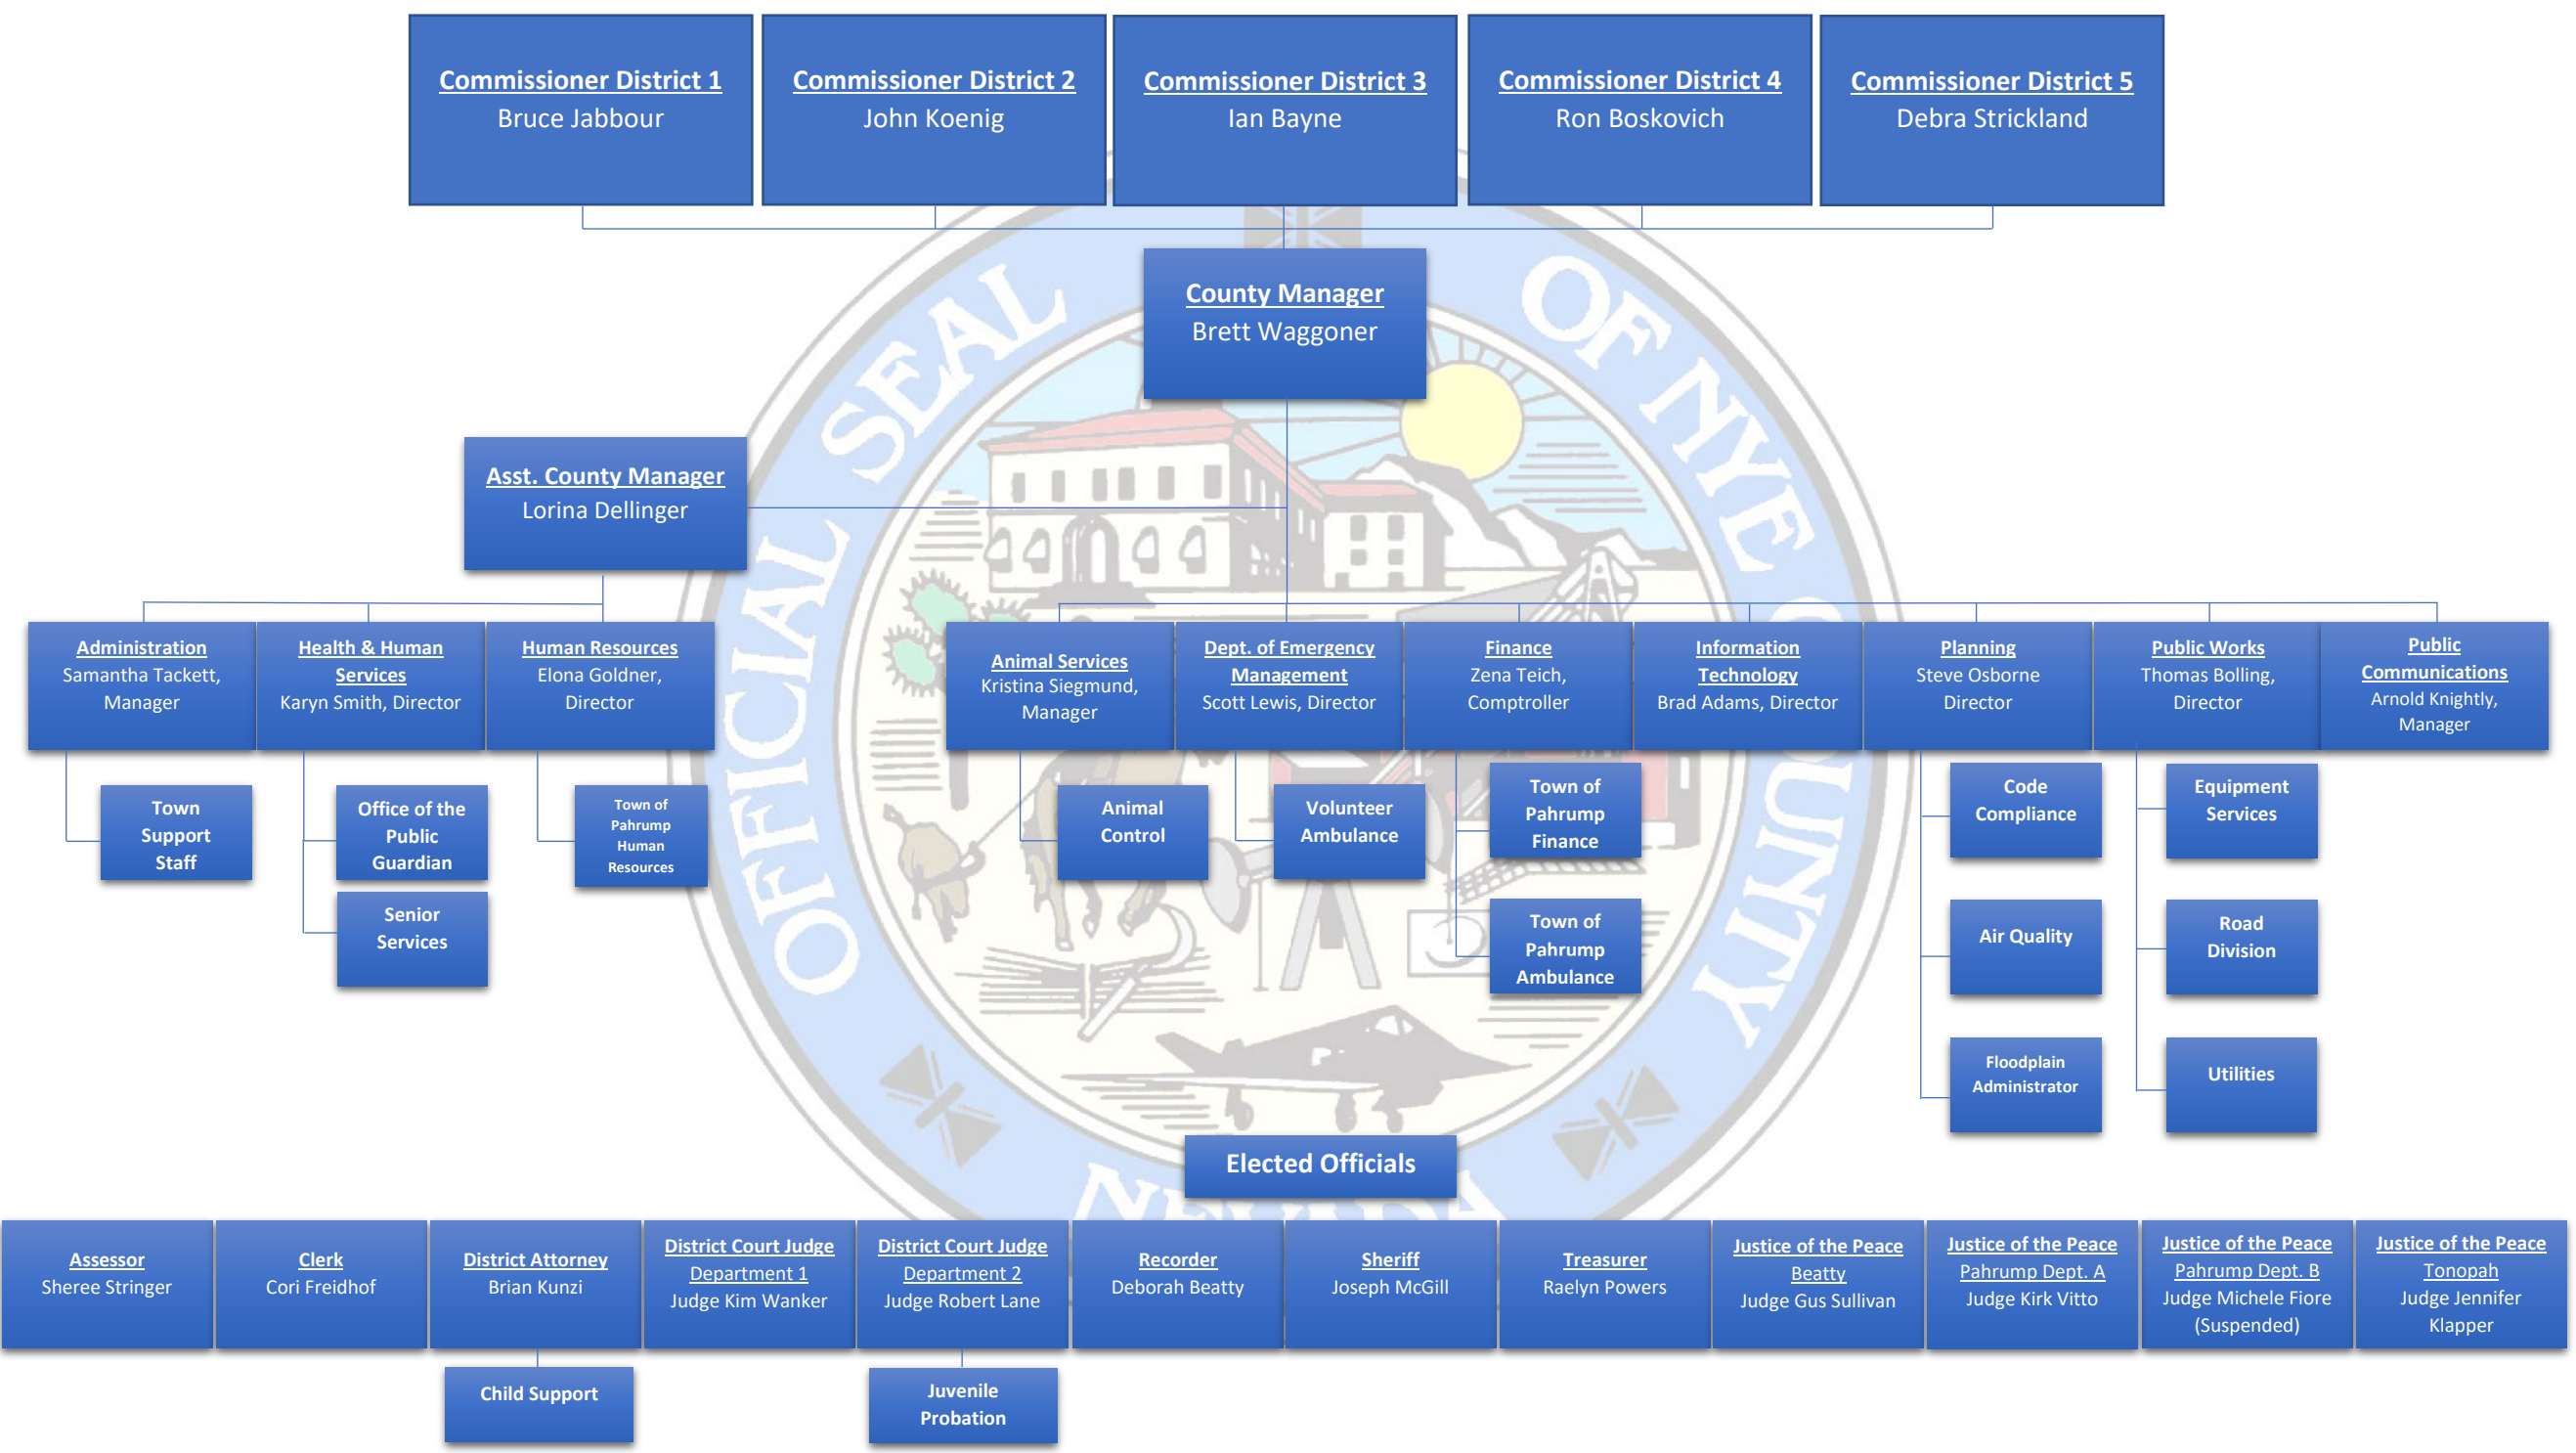 Commissioner District 1
Bruce Jabbour
Commissioner District 2
John Koenig
Commissioner District 3
Ian Bayne
Commissioner District 4
Ron Boskovich
Commissioner District 5
Debra Strickland
County Manager
Brett Waggoner
Asst. County Manager
Lorina Dellinger
Administration
Samantha Tackett,
Manager
Health & Human
Services
Karyn Smith, Director
Human Resources
Elona Goldner,
Director
Animal Services
Kristina Siegmund,
Manager
Dept. of Emergency
Management
Scott Lewis, Director
Finance
Zena Teich,
Comptroller
Information
Technology
Brad Adams, Director
Planning
Steve Osborne
Director
Public Works
Thomas Bolling,
Director
Public
Communications
Arnold Knightly,
Manager
Town
Support
Staff
Office of the
Public
Guardian
Senior
Services
Town of
Pahrump
Human
Resources
Animal
Control
Volunteer
Ambulance
Town of
Pahrump
Finance
Town of
Pahrump
Ambulance
Code
Compliance
Air Quality
Floodplain
Administrator
Equipment
Services
Road
Division
Utilities
OFFICIAL SEAL OF NYE COUNTY
NEVADA
Elected Officials
Assessor
Sheree Stringer
Clerk
Cori Freidhof
District Attorney
Brian Kunzi
District Court Judge
Department 1
Judge Kim Wanker
District Court Judge
Department 2
Judge Robert Lane
Recorder
Deborah Beatty
Sheriff
Joseph McGill
Treasurer
Raelyn Powers
Justice of the Peace
Beatty
Judge Gus Sullivan
Justice of the Peace
Pahrump Dept. A
Judge Kirk Vitto
Justice of the Peace
Pahrump Dept. B
Judge Michele Fiore
(Suspended)
Justice of the Peace
Tonopah
Judge Jennifer
Klapper
Child Support
Juvenile
Probation